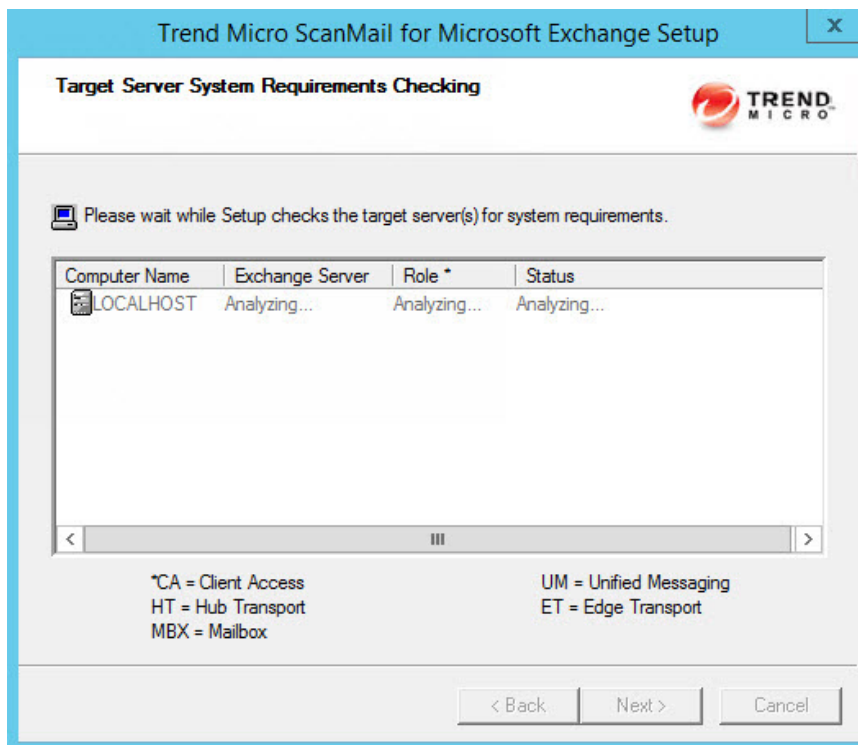 Trend Micro ScanMail for Microsoft Exchange Setup
x
Target Server System Requirements Checking
TREND
MICRO
Please wait while Setup checks the target server(s) for system requirements.
Computer Name Exchange Server Role * Status
LOCALHOST Analyzing... Analyzing... Analyzing...
*CA = Client Access UM = Unified Messaging
HT = Hub Transport ET = Edge Transport
MBX = Mailbox
< Back Next > Cancel